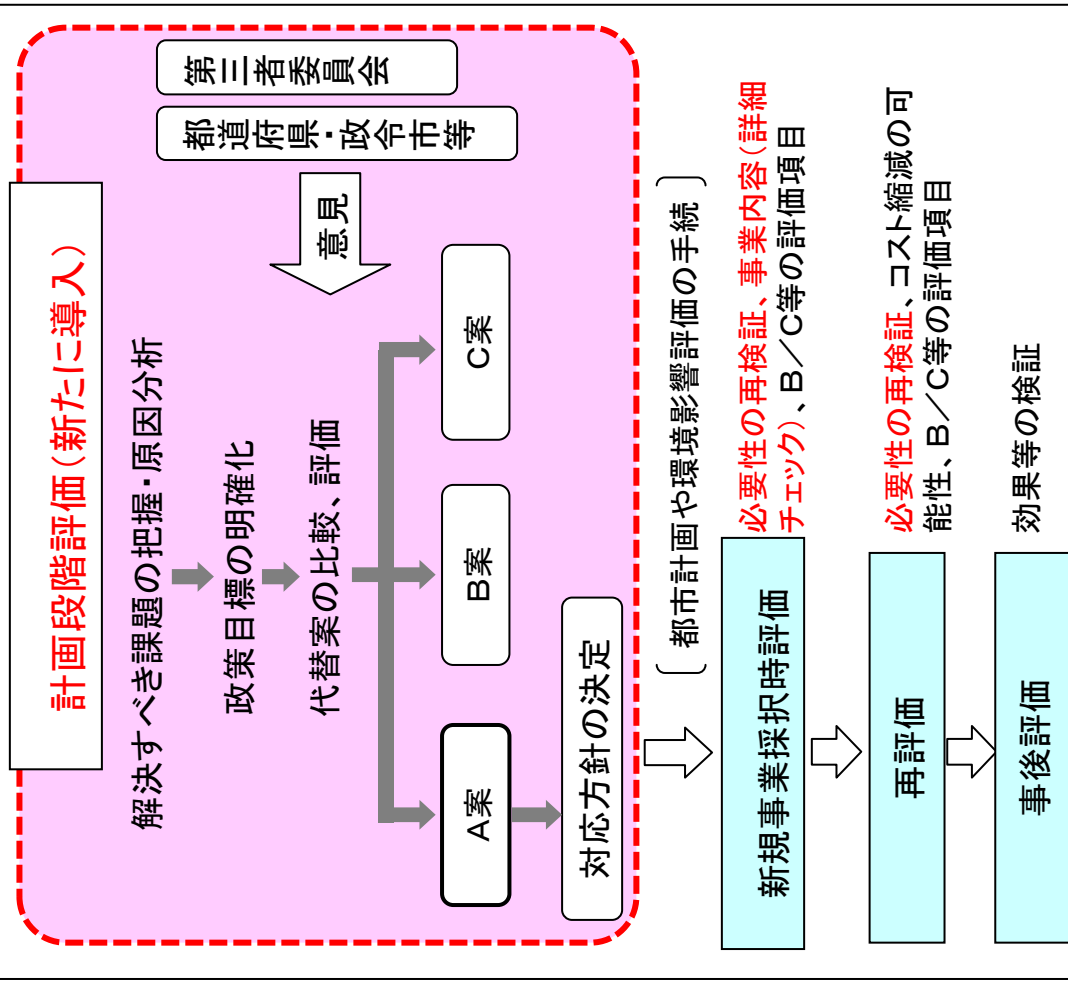 計画段階評価(新たに導入)
解決すべき課題の把握・原因分析
政策目標の明確化
代替案の比較、評価
第三者委員会
都道府県・政令市等
意見
A案
B案
C案
対応方針の決定
都市計画や環境影響評価の手続
新規事業採択時評価
必要性の再検証、事業内容(詳細
チェック)、B/C等の評価項目
再評価
必要性の再検証、コスト縮減の可
能性、B/C等の評価項目
事後評価
効果等の検証